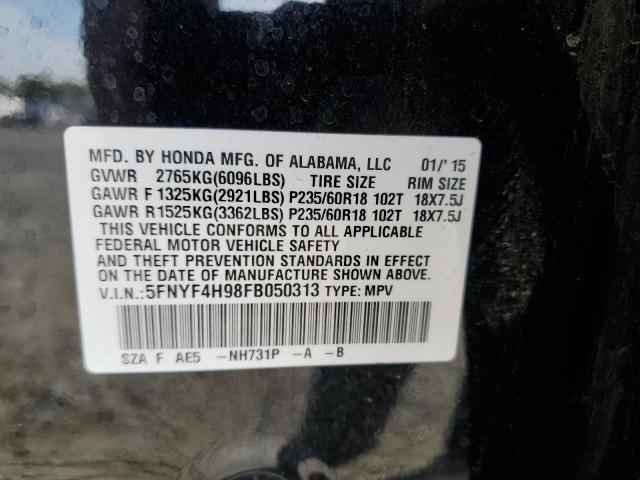 MFD. BY HONDA MFG. OF ALABAMA, LLC 01/'15
GVWR 2765KG(6096LBS) TIRE SIZE RIM SIZE
GAWR F 1325KG(2921LBS) P235/60R18 102T 18X7.5J
GAWR R1525KG(3362LBS) P235/60R18 102T 18X7.5J
THIS VEHICLE CONFORMS TO ALL APPLICABLE
FEDERAL MOTOR VEHICLE SAFETY
AND THEFT PREVENTION STANDARDS IN EFFECT
ON THE DATE OF MANUFACTURE SHOWN ABOVE.
V.I.N.:5FNYF4H98FB050313 TYPE: MPV
SZA F AE5 -NH731P -A -B